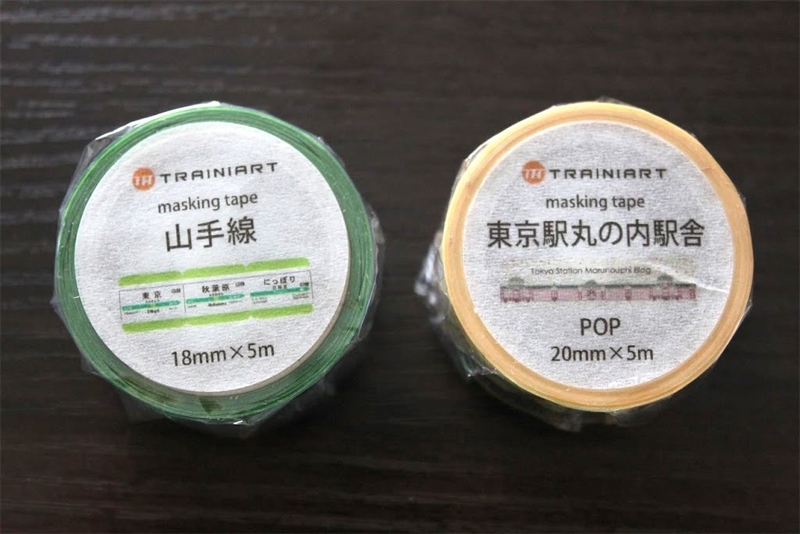 TRAINIART
masking tape
山手線
東京
秋葉原
にっぽり
18mm×5m
TRAINIART
masking tape
東京駅丸の内駅舎
Tokyo Station Marunouchi Bldg
POP
20mm×5m